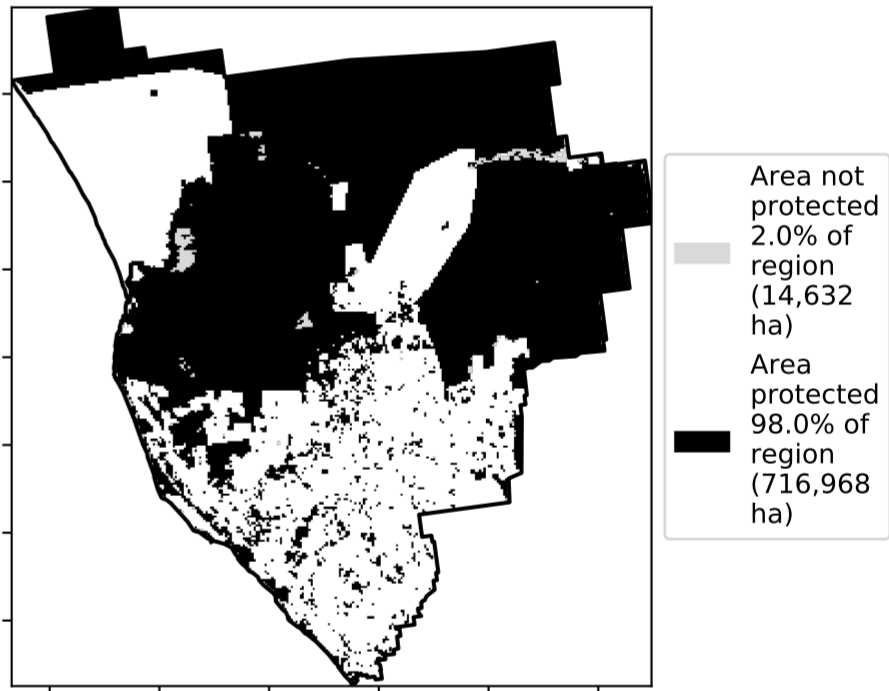 Area not
protected
2.0% of
region
(14,632
ha)
Area
protected
98.0% of
region
(716,968
ha)